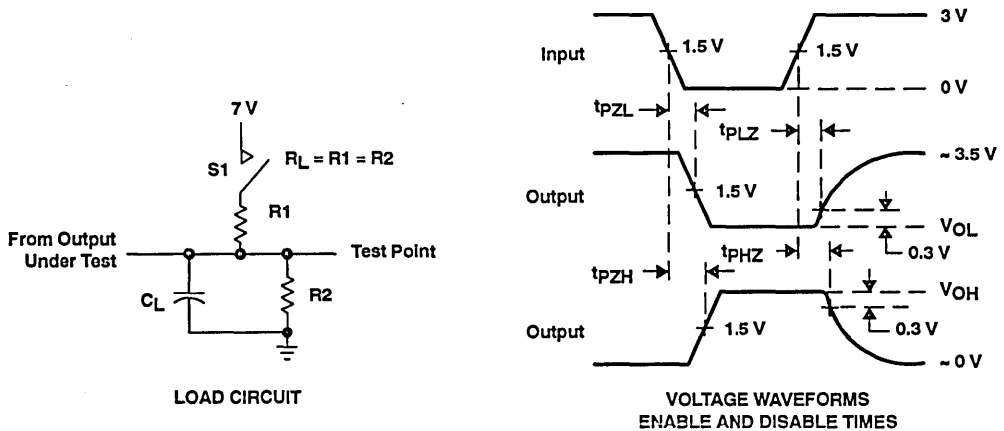 7 V
S1
RL = R1 = R2
R1
From Output
Under Test
Test Point
CL
R2
LOAD CIRCUIT
Input
1.5 V
1.5 V
3 V
0 V
tPZL
tPLZ
Output
1.5 V
~ 3.5 V
VOL
0.3 V
tPHZ
tPZH
VOH
Output
1.5 V
0.3 V
~ 0 V
VOLTAGE WAVEFORMS
ENABLE AND DISABLE TIMES